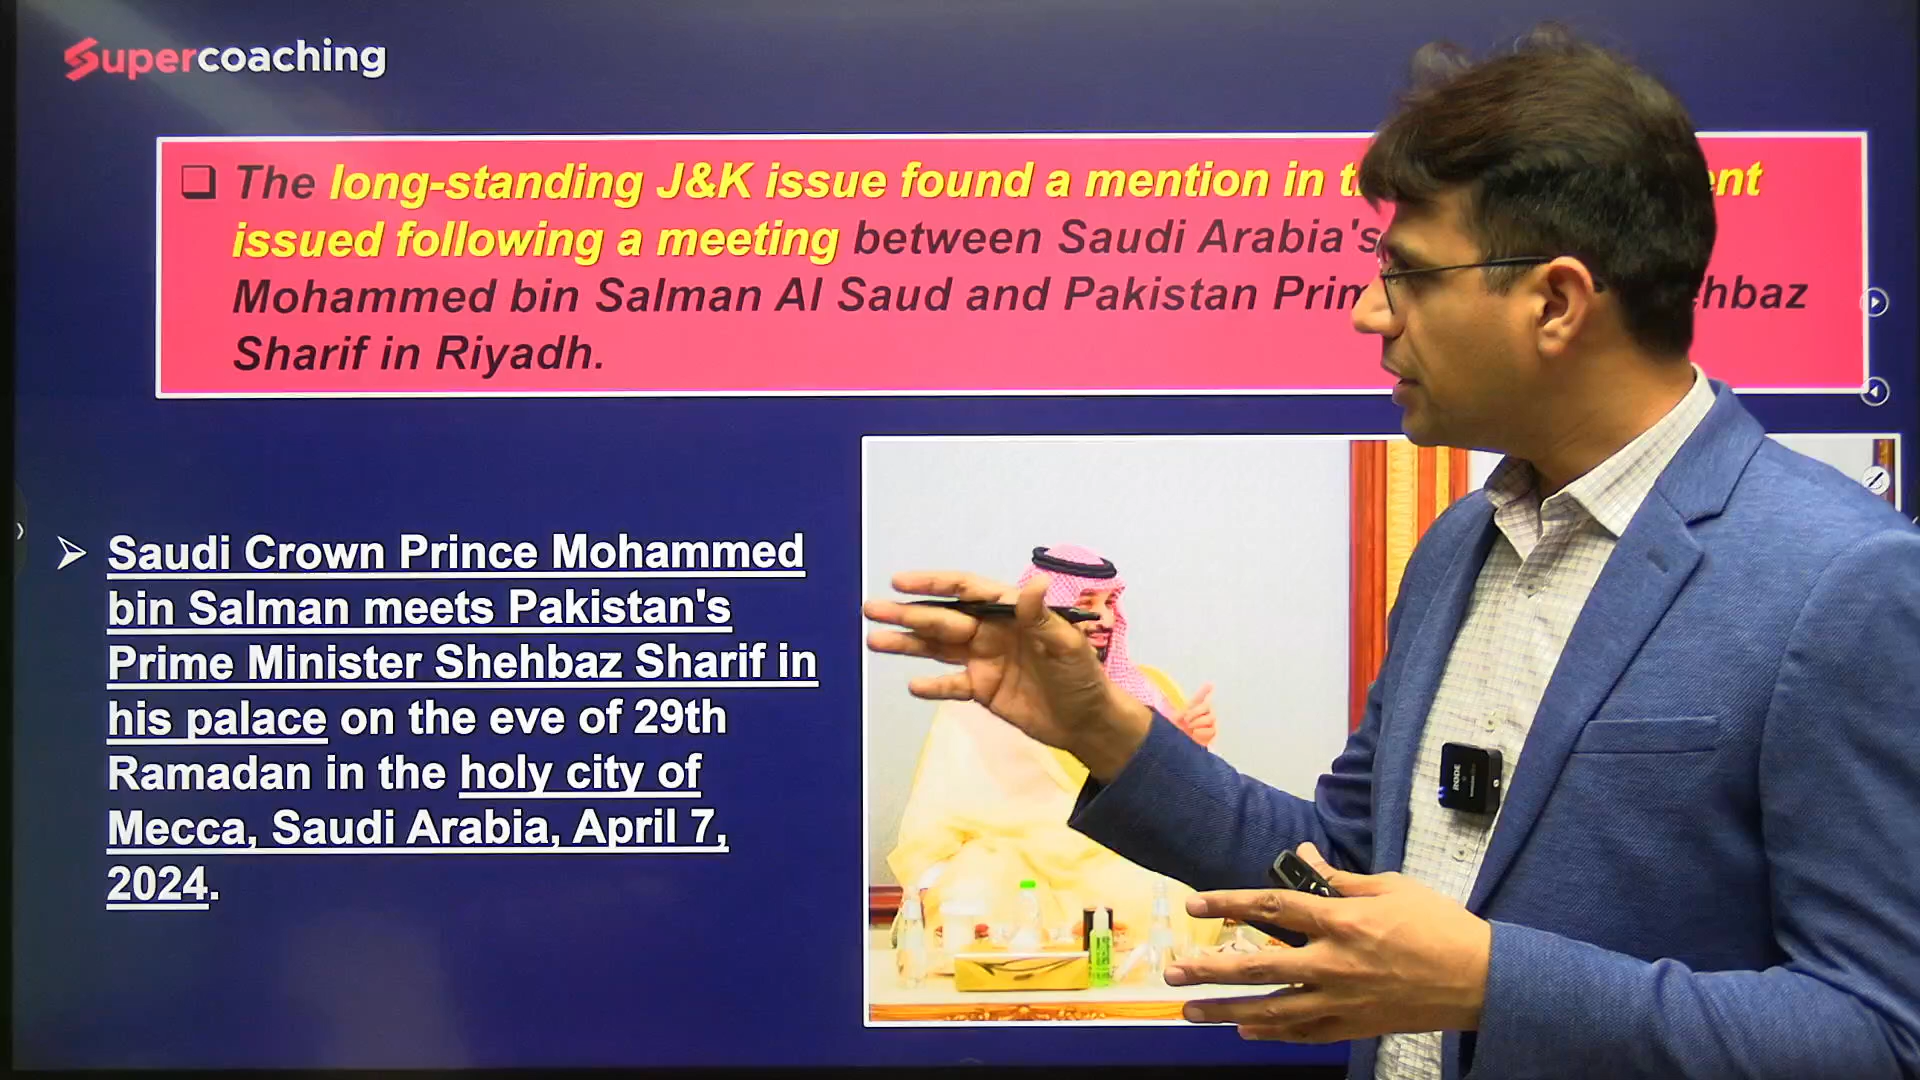 Supercoaching
The long-standing J&K issue found a mention in
issued following a meeting between Saudi Arabia's
Mohammed bin Salman Al Saud and Pakistan
Sharif in Riyadh.
Saudi Crown Prince Mohammed
bin Salman meets Pakistan's
Prime Minister Shehbaz Sharif in
his palace on the eve of 29th
Ramadan in the holy city of
Mecca, Saudi Arabia, April 7,
2024.
RODE